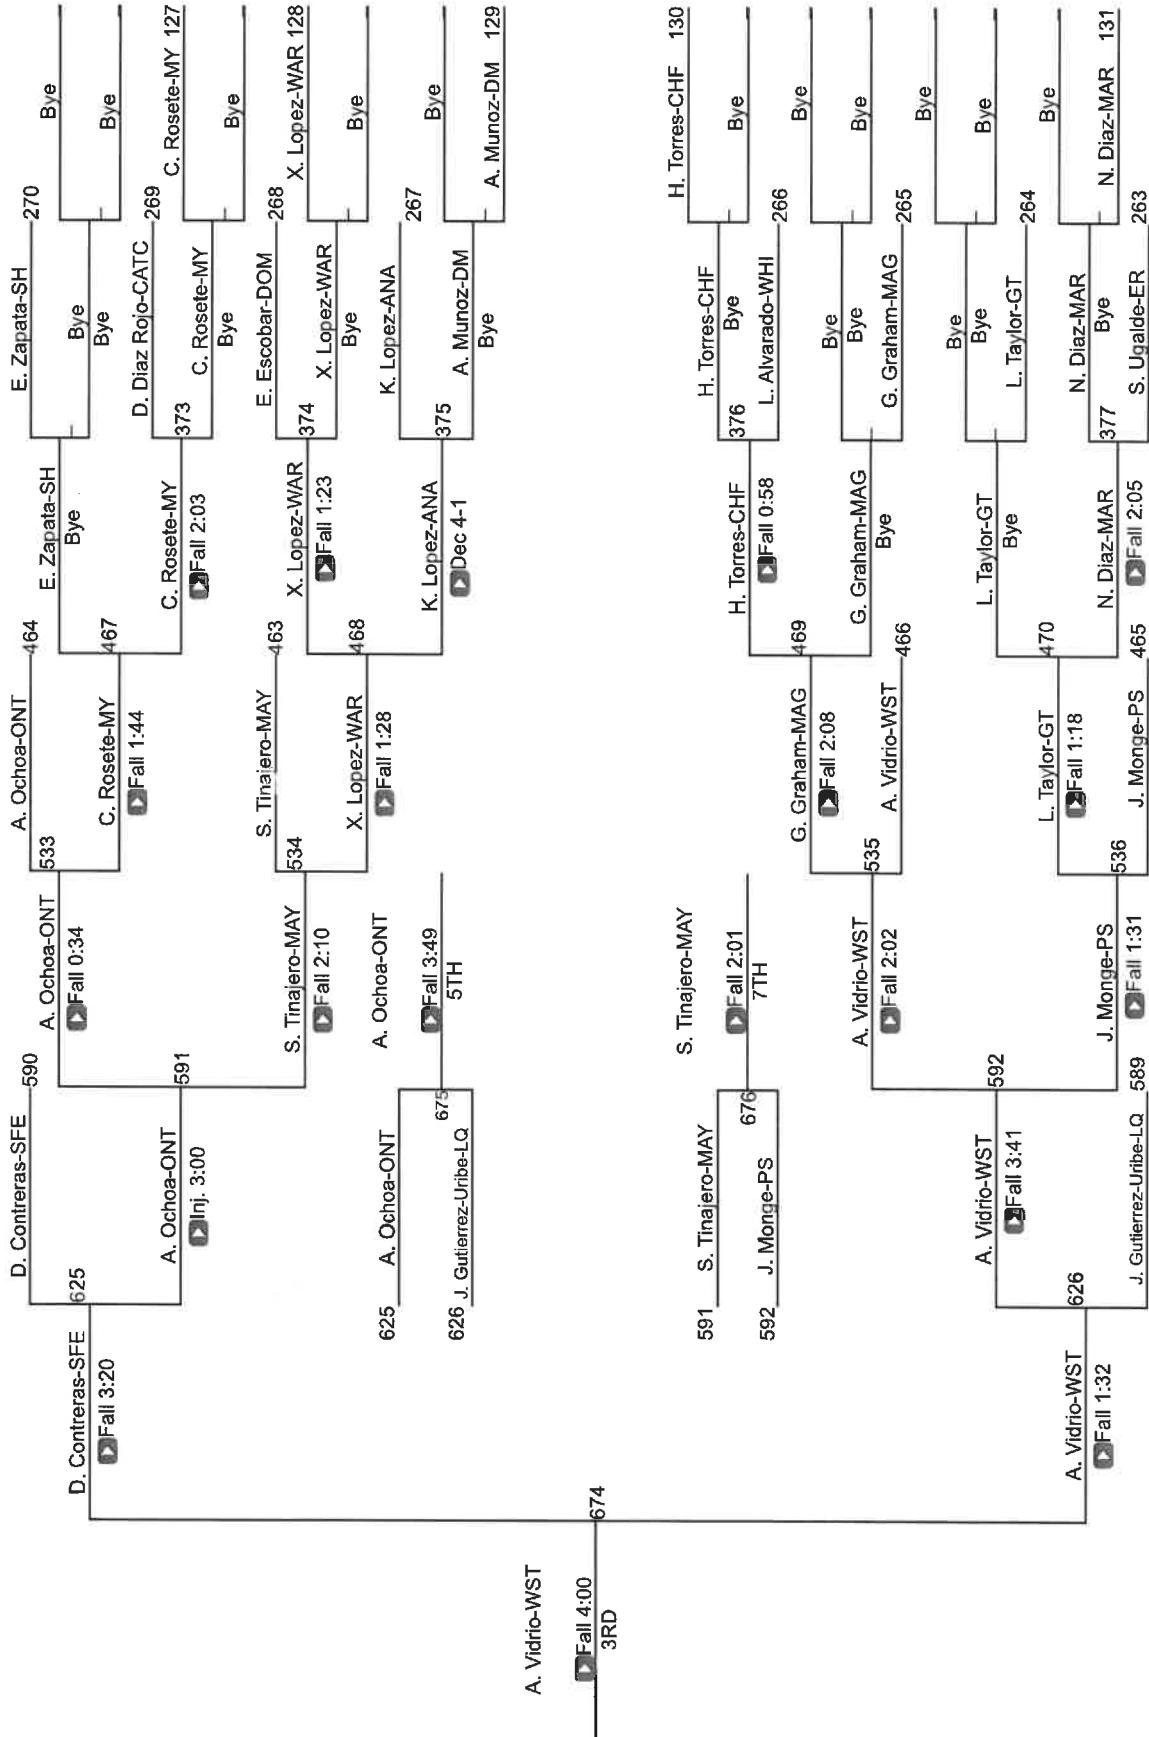 Bye
Bye
C. Rosete-MY 127
Bye
X. Lopez-WAR 128
Bye
Bye
A. Munoz-DM 129
H. Torres-CHF 130
Bye
Bye
Bye
Bye
Bye
Bye
N. Diaz-MAR 131
E. Zapata-SH 270
Bye
Bye
D. Diaz Rojo-CATC 269
C. Rosete-MY
Bye
E. Escobar-DOM 268
X. Lopez-WAR
Bye
K. Lopez-ANA 267
A. Munoz-DM
Bye
H. Torres-CHF
Bye
L. Alvarado-WHI 266
Bye
Bye
G. Graham-MAG 265
Bye
Bye
L. Taylor-GT 264
N. Diaz-MAR
Bye
S. Ugalde-ER 263
E. Zapata-SH
Bye
373
C. Rosete-MY
Fall 2:03
374
X. Lopez-WAR
Fall 1:23
375
K. Lopez-ANA
Dec 4-1
376
H. Torres-CHF
Fall 0:58
G. Graham-MAG
Bye
L. Taylor-GT
Bye
377
N. Diaz-MAR
Fall 2:05
A. Ochoa-ONT 464
467
C. Rosete-MY
Fall 1:44
S. Tinajero-MAY 463
468
X. Lopez-WAR
Fall 1:28
469
G. Graham-MAG
Fall 2:08
A. Vidrio-WST 466
470
L. Taylor-GT
Fall 1:18
J. Monge-PS 465
533
A. Ochoa-ONT
Fall 0:34
534
S. Tinajero-MAY
Fall 2:10
A. Ochoa-ONT
Fall 3:49
5TH
S. Tinajero-MAY
Fall 2:01
7TH
535
A. Vidrio-WST
Fall 2:02
536
J. Monge-PS
Fall 1:31
D. Contreras-SFE 590
591
A. Ochoa-ONT
Inj. 3:00
625 A. Ochoa-ONT
675
626 J. Gutierrez-Uribe-LQ
591 S. Tinajero-MAY
676
592 J. Monge-PS
592
A. Vidrio-WST
Fall 3:41
J. Gutierrez-Uribe-LQ 589
625
D. Contreras-SFE
Fall 3:20
626
A. Vidrio-WST
Fall 1:32
674
A. Vidrio-WST
Fall 4:00
3RD